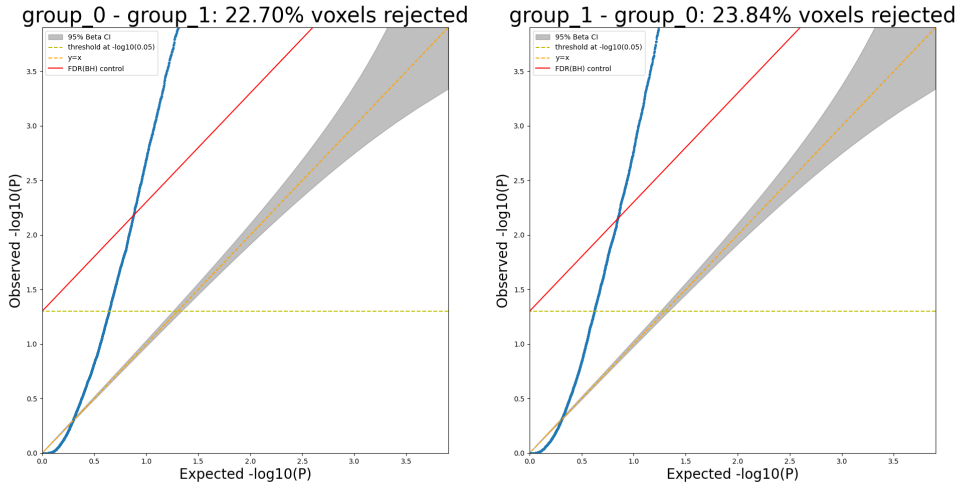 group_0 - group_1: 22.70% voxels rejected
95% Beta CI
threshold at -log10(0.05)
y=x
FDR(BH) control
Observed -log10(P)
3.5
3.0
2.5
2.0
1.5
1.0
0.5
0.0
0.0 0.5 1.0 1.5 2.0 2.5 3.0 3.5
Expected -log10(P)
group_1 - group_0: 23.84% voxels rejected
95% Beta CI
threshold at -log10(0.05)
y=x
FDR(BH) control
Observed -log10(P)
3.5
3.0
2.5
2.0
1.5
1.0
0.5
0.0
0.0 0.5 1.0 1.5 2.0 2.5 3.0 3.5
Expected -log10(P)